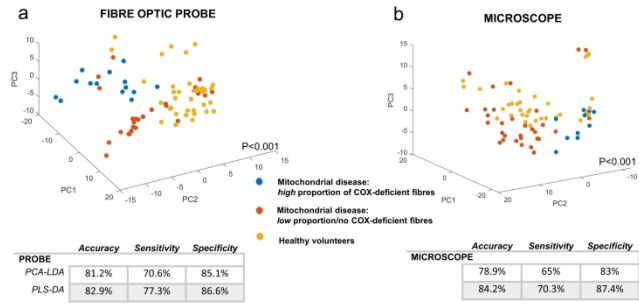 a
FIBRE OPTIC PROBE
15
10
5
0
-5
-10
PC3
-20
-10
0
10
20
PC1
-15
-10
-5
0
5
10
15
PC2
P<0.001
b
MICROSCOPE
15
10
5
0
-5
-10
PC3
20
0
-20
PC1
20
10
0
-10
PC2
P<0.001
Mitochondrial disease:
high proportion of COX-deficient fibres
Mitochondrial disease:
low proportion/no COX-deficient fibres
Healthy volunteers
Accuracy Sensitivity Specificity
PROBE
PCA-LDA 81.2% 70.6% 85.1%
PLS-DA 82.9% 77.3% 86.6%
Accuracy Sensitivity Specificity
MICROSCOPE
78.9% 65% 83%
84.2% 70.3% 87.4%